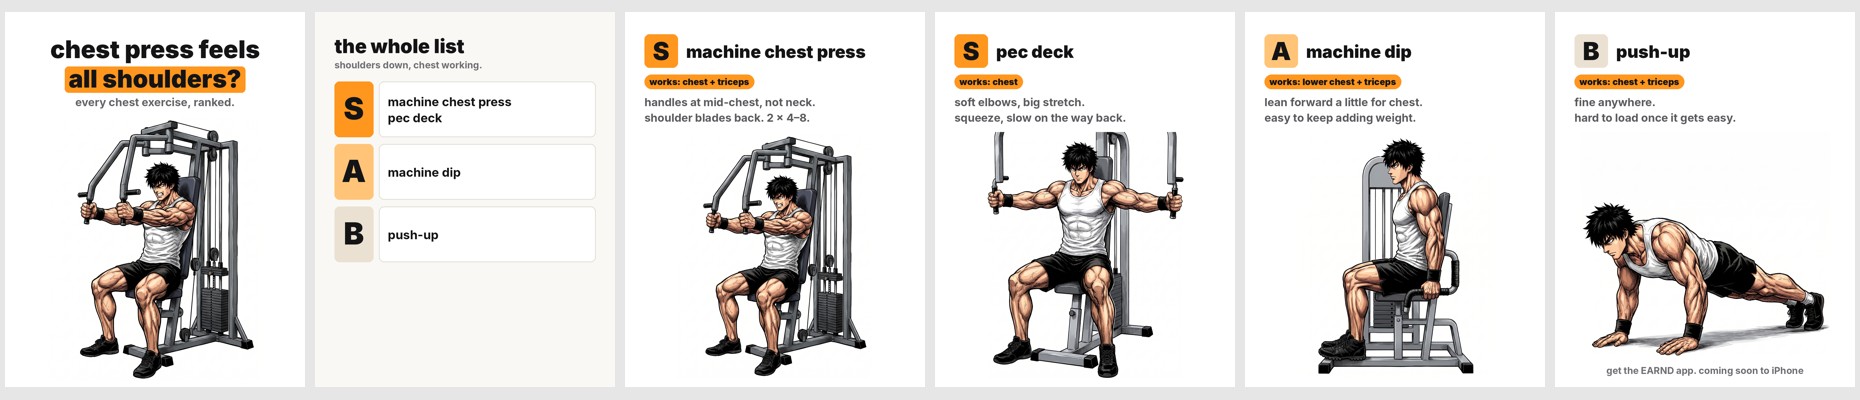 chest press feels
all shoulders?
every chest exercise, ranked.
the whole list
shoulders down, chest working.
S
machine chest press
pec deck
A
machine dip
B
push-up
S machine chest press
works: chest + triceps
handles at mid-chest, not neck.
shoulder blades back. 2 × 4–8.
S pec deck
works: chest
soft elbows, big stretch.
squeeze, slow on the way back.
A machine dip
works: lower chest + triceps
lean forward a little for chest.
easy to keep adding weight.
B push-up
works: chest + triceps
fine anywhere.
hard to load once it gets easy.
get the EARND app. coming soon to iPhone